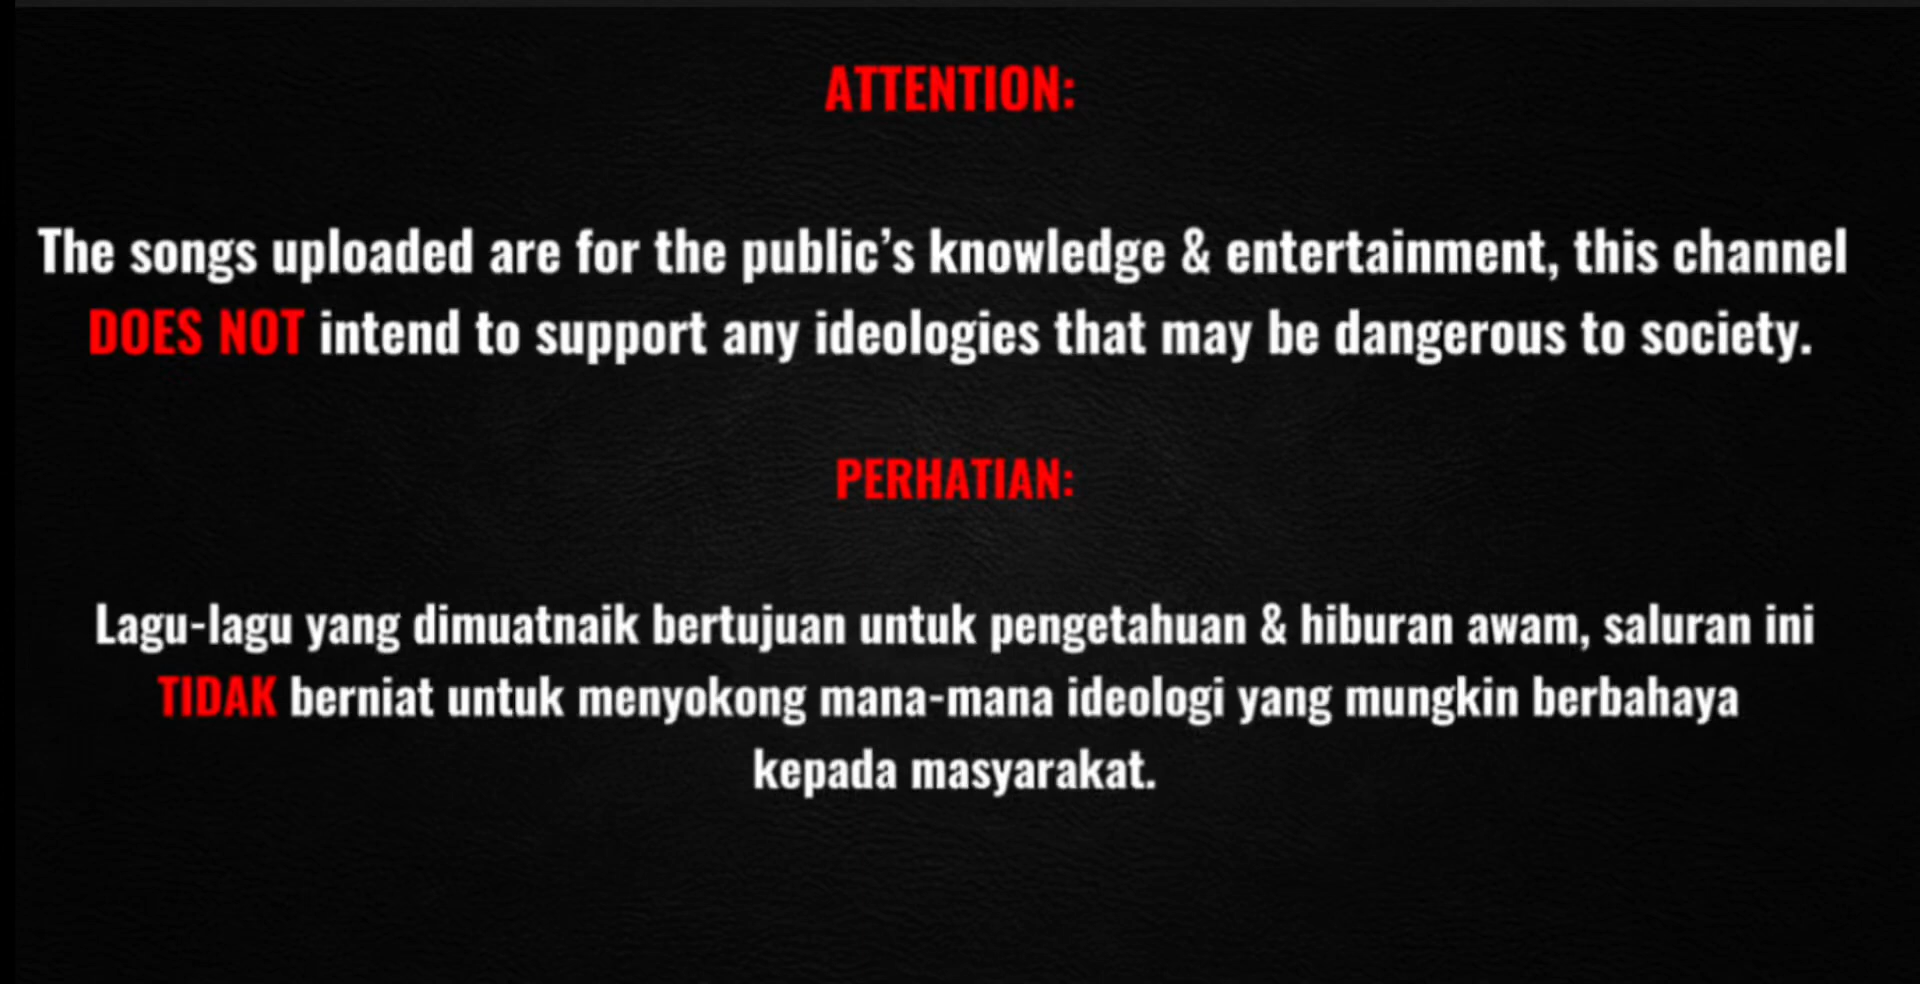 ATTENTION:
The songs uploaded are for the public’s knowledge & entertainment, this channel
DOES NOT intend to support any ideologies that may be dangerous to society.
PERHATIAN:
Lagu-lagu yang dimuatnaik bertujuan untuk pengetahuan & hiburan awam, saluran ini
TIDAK berniat untuk menyokong mana-mana ideologi yang mungkin berbahaya
kepada masyarakat.